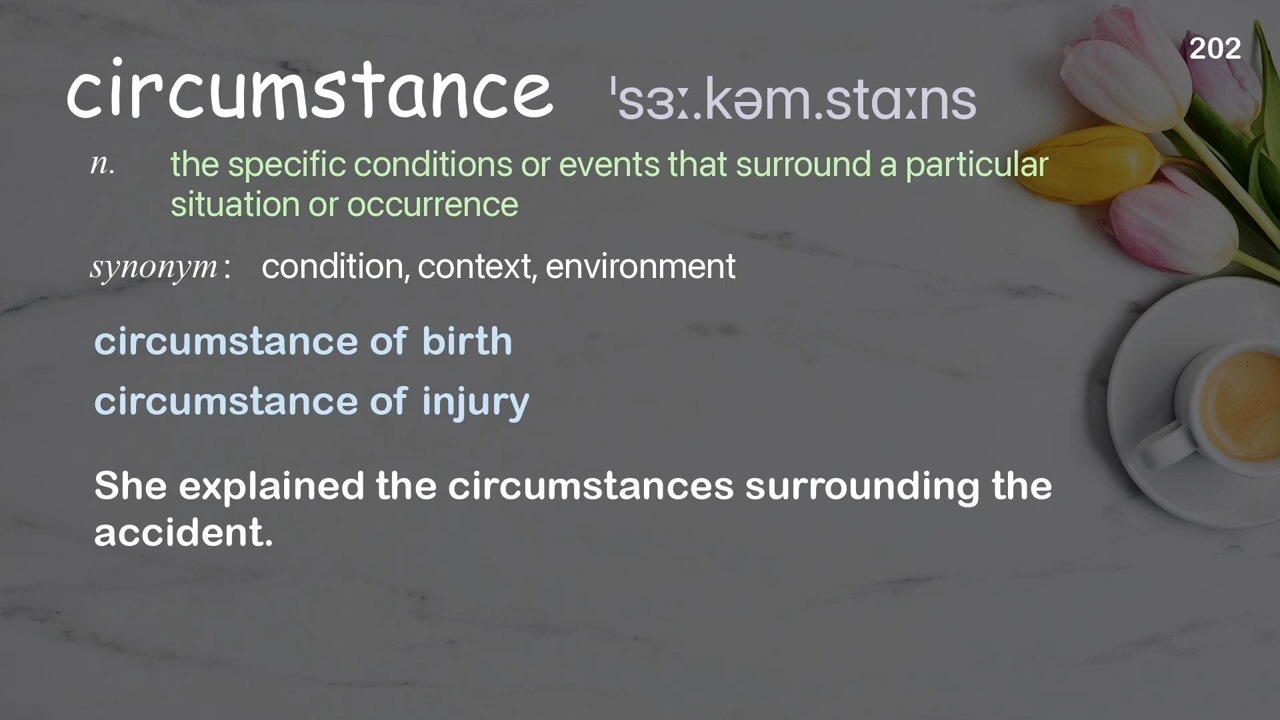 202
circumstance ˈsɜː.kəm.stɑːns
n. the specific conditions or events that surround a particular
situation or occurrence
synonym : condition, context, environment
circumstance of birth
circumstance of injury
She explained the circumstances surrounding the
accident.